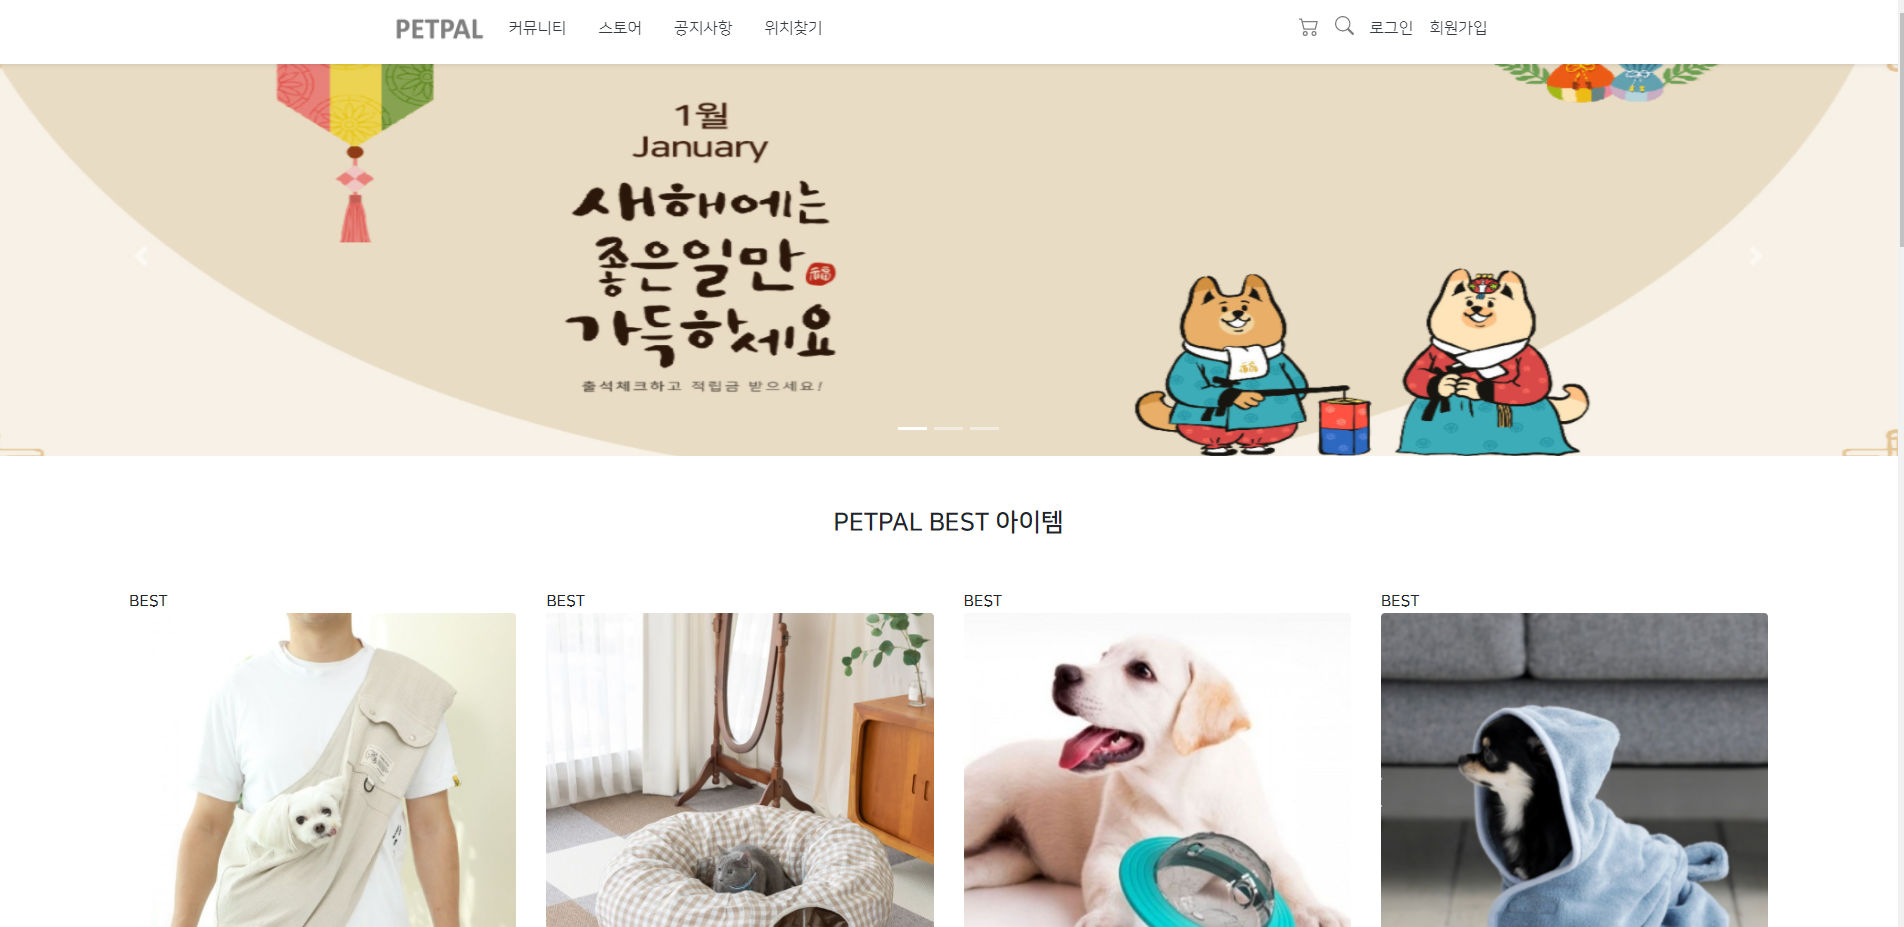 PETPAL 커뮤니티 스토어 공지사항 위치찾기 로그인 회원가입
1월
January
새해에는
좋은일만
福
가득하세요
출석체크하고 적립금 받으세요!
PETPAL BEST 아이템
BEST BEST BEST BEST